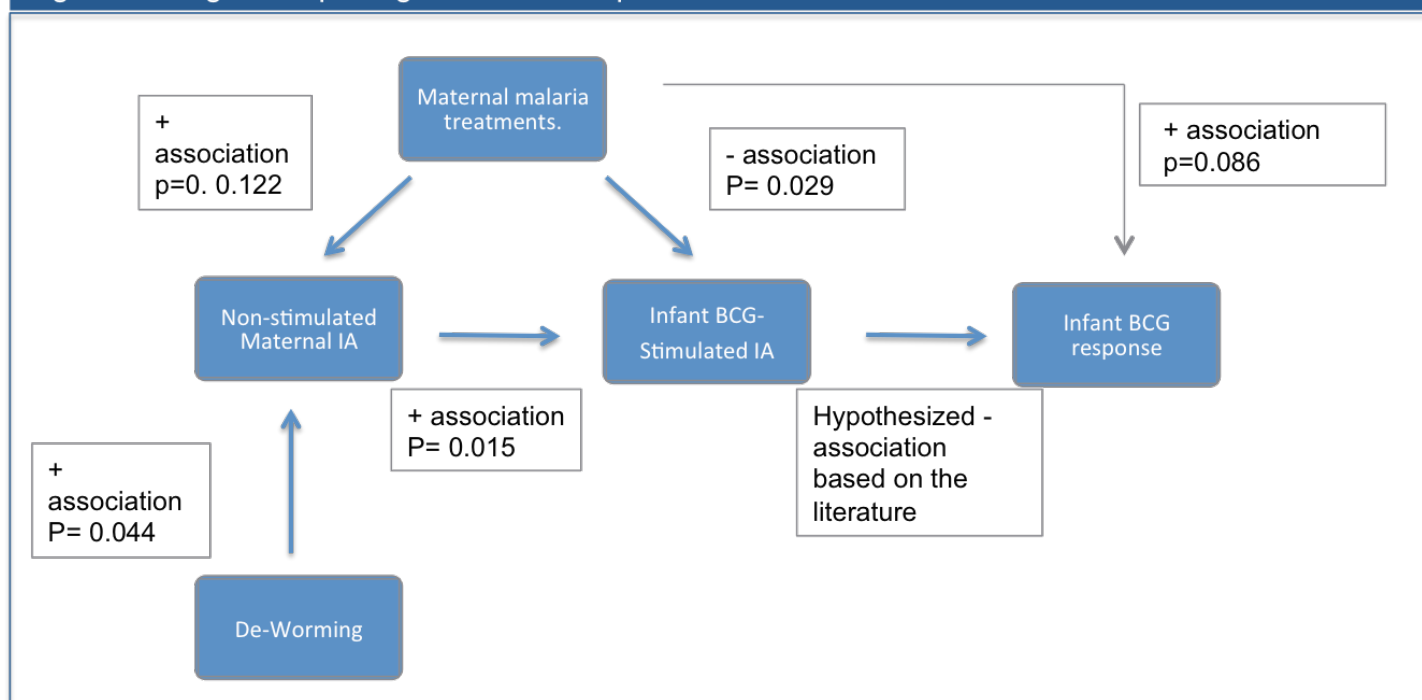 Maternal malaria
treatments.
+
association
p=0. 0.122
- association
P= 0.029
+ association
p=0.086
Non-stimulated
Maternal IA
Infant BCG-
Stimulated IA
Infant BCG
response
+ association
P= 0.015
Hypothesized -
association
based on the
literature
+
association
P= 0.044
De-Worming